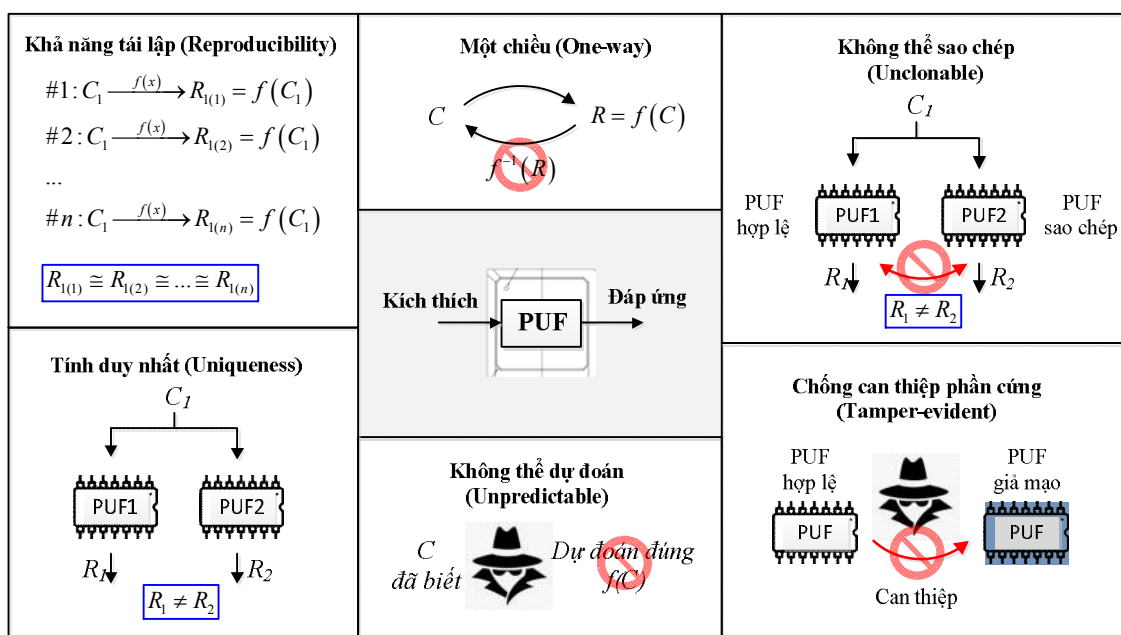 Khả năng tái lập (Reproducibility)
#1: C₁ —f(x)→ R₁₍₁₎ = f(C₁)
#2: C₁ —f(x)→ R₁₍₂₎ = f(C₁)
...
#n: C₁ —f(x)→ R₁₍ₙ₎ = f(C₁)
R₁₍₁₎ ≅ R₁₍₂₎ ≅ ... ≅ R₁₍ₙ₎
Một chiều (One-way)
C
R = f(C)
f⁻¹(R)
Không thể sao chép
(Unclonable)
C₁
PUF
hợp lệ
PUF1
PUF2
PUF
sao chép
R₁
R₂
R₁ ≠ R₂
Kích thích
PUF
Đáp ứng
Tính duy nhất (Uniqueness)
C₁
PUF1
PUF2
R₁
R₂
R₁ ≠ R₂
Không thể dự đoán
(Unpredictable)
C
đã biết
Dự đoán đúng
f(C)
Chống can thiệp phần cứng
(Tamper-evident)
PUF
hợp lệ
PUF
giả mạo
PUF
PUF
Can thiệp